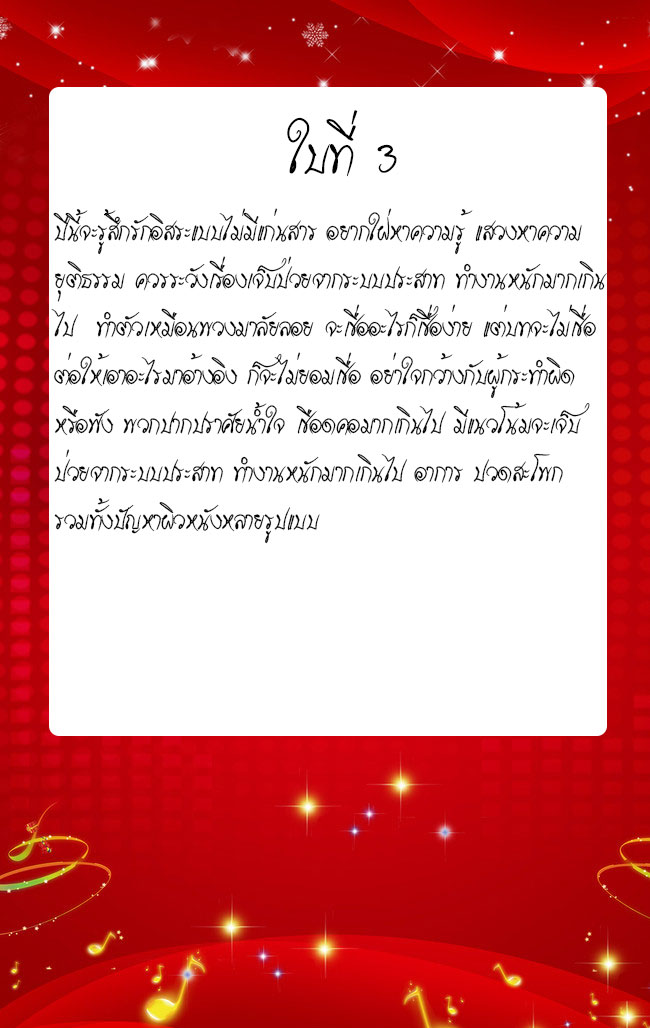 ใบที่ 3
ปีนี้จะรู้สึกรักอิสระแบบไม่มีแก่นสาร อยากใฝ่หาความรู้ แสวงหาความ
ยุติธรรม ควรระวังเรื่องเจ็บป่วยจากระบบประสาท ทำงานหนักมากเกิน
ไป ทำตัวเหมือนพวงมาลัยลอย จะเชื่ออะไรก็เชื่อง่าย แต่บทจะไม่เชื่อ
ต่อให้เอาอะไรมาอ้างอิง ก็จะไม่ยอมเชื่อ อย่าใจกว้างกับผู้กระทำผิด
หรือฟัง พวกปากปราศัยน้ำใจ เชือดคอมากเกินไป มีแนวโน้มจะเจ็บ
ป่วยจากระบบประสาท ทำงานหนักมากเกินไป อาการ ปวดสะโพก
รวมทั้งปัญหาผิวหนังหลายรูปแบบ